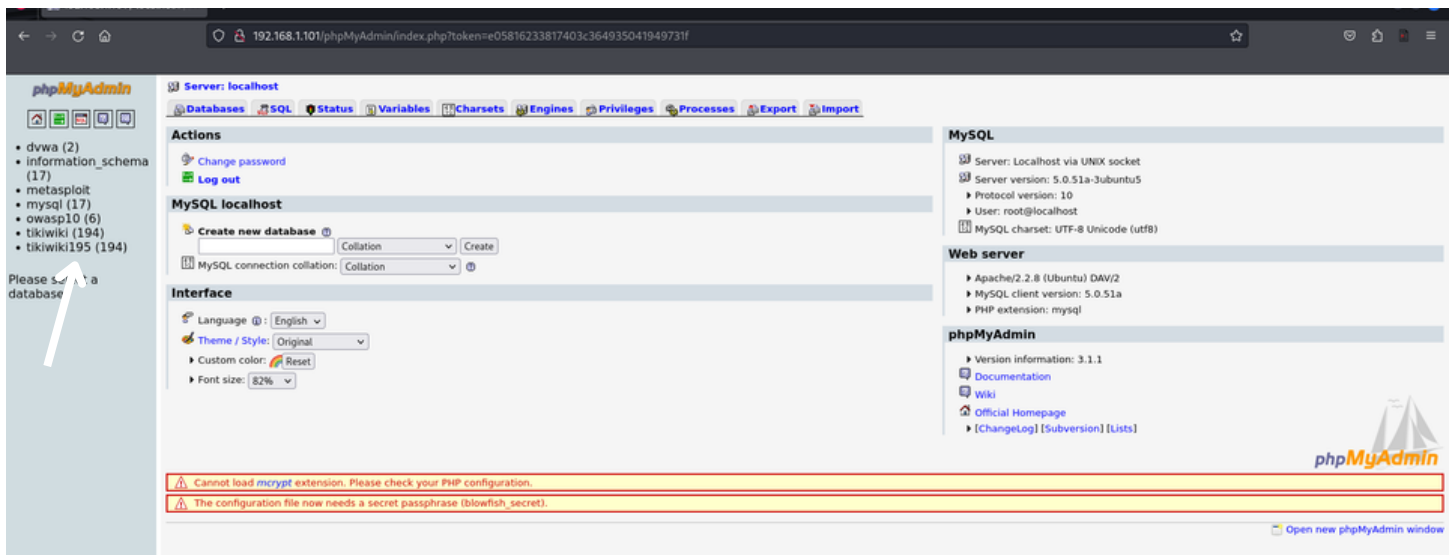 192.168.1.101/phpMyAdmin/index.php?token=e05816233817403c364935041949731f
phpMyAdmin
dvwa (2)
information_schema
(17)
metasploit
mysql (17)
owasp10 (6)
tikiwiki (194)
tikiwiki195 (194)
Please a
database
Server: localhost
Databases SQL Status Variables Charsets Engines Privileges Processes Export Import
Actions
Change password
Log out
MySQL localhost
Create new database
Collation Create
MySQL connection collation: Collation
Interface
Language : English
Theme / Style: Original
Custom color: Reset
Font size: 82%
MySQL
Server: Localhost via UNIX socket
Server version: 5.0.51a-3ubuntu5
Protocol version: 10
User: root@localhost
MySQL charset: UTF-8 Unicode (utf8)
Web server
Apache/2.2.8 (Ubuntu) DAV/2
MySQL client version: 5.0.51a
PHP extension: mysql
phpMyAdmin
Version information: 3.1.1
Documentation
Wiki
Official Homepage
[ChangeLog] [Subversion] [Lists]
phpMyAdmin
Cannot load mcrypt extension. Please check your PHP configuration.
The configuration file now needs a secret passphrase (blowfish_secret).
Open new phpMyAdmin window